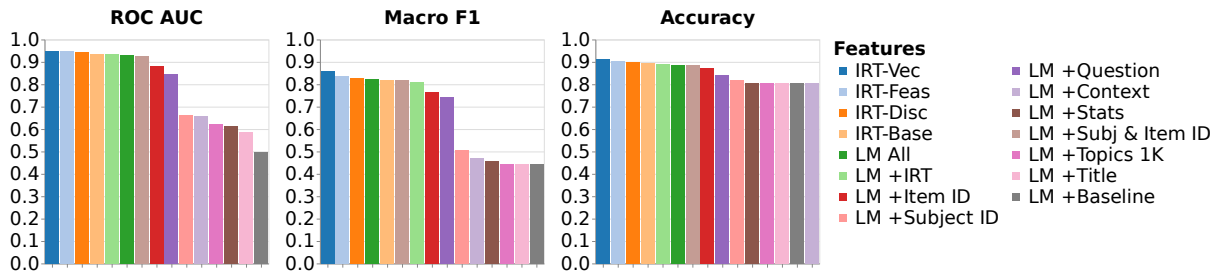 ROC AUC
1.0
0.9
0.8
0.7
0.6
0.5
0.4
0.3
0.2
0.1
0.0
Macro F1
1.0
0.9
0.8
0.7
0.6
0.5
0.4
0.3
0.2
0.1
0.0
Accuracy
1.0
0.9
0.8
0.7
0.6
0.5
0.4
0.3
0.2
0.1
0.0
Features
IRT-Vec
IRT-Feas
IRT-Disc
IRT-Base
LM All
LM +IRT
LM +Item ID
LM +Subject ID
LM +Question
LM +Context
LM +Stats
LM +Subj & Item ID
LM +Topics 1K
LM +Title
LM +Baseline